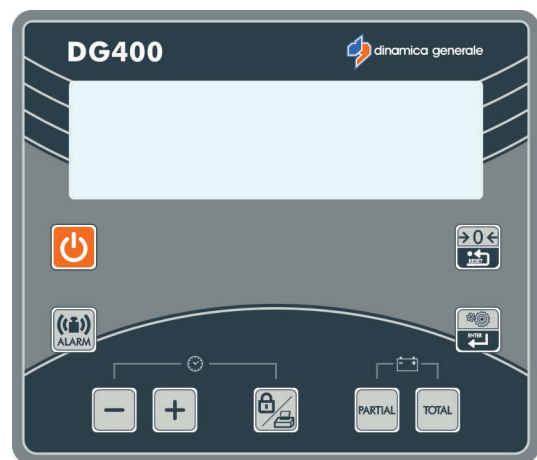 DG400
dinamica generale
→0←
RESET
ALARM
ENTER
− +
PARTIAL TOTAL